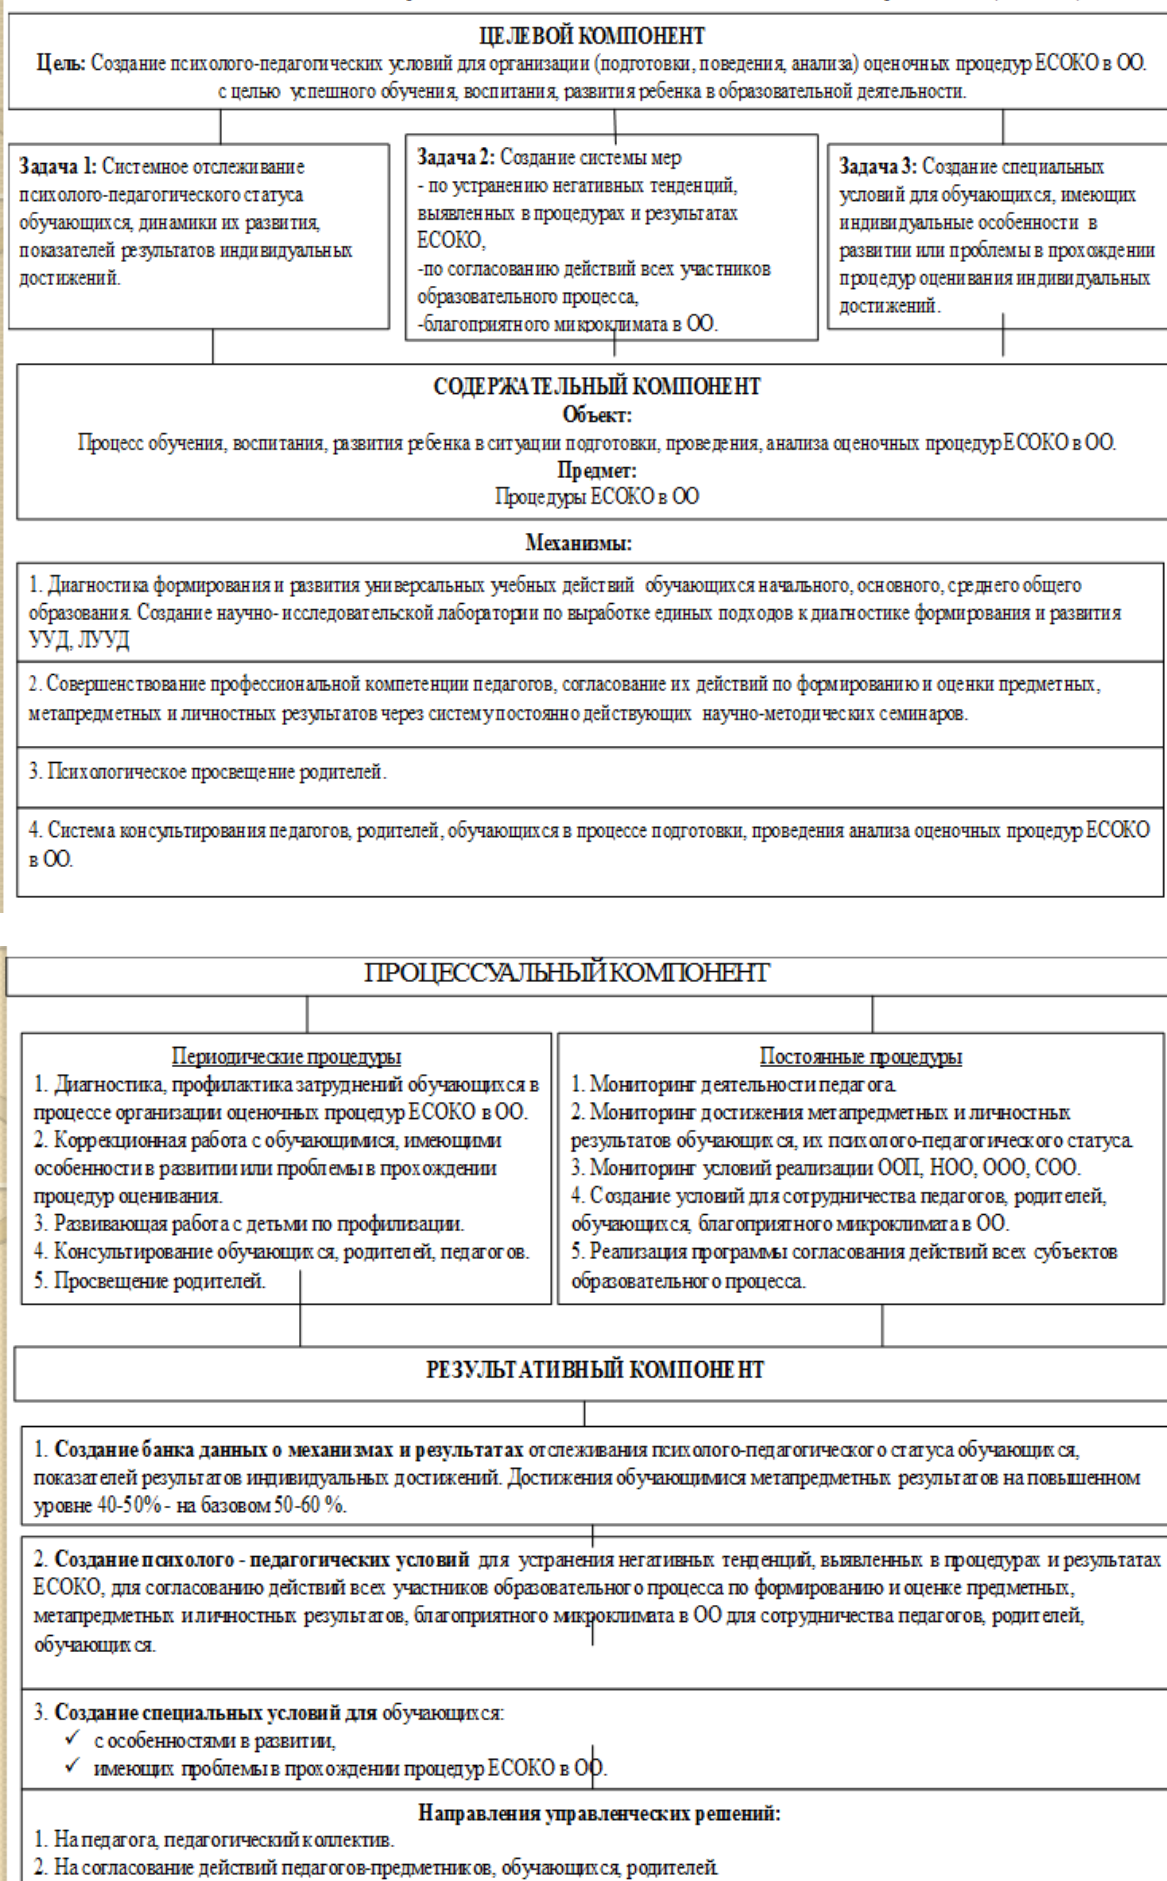 ЦЕЛЕВОЙ КОМПОНЕНТ
Цель: Создание психолого-педагогических условий для организации (подготовки, поведения, анализа) оценочных процедур ЕСОКО в ОО.
с целью успешного обучения, воспитания, развития ребенка в образовательной деятельности.
Задача 1: Системное отслеживание
психолого-педагогического статуса
обучающихся, динамики их развития,
показателей результатов индивидуальных
достижений.
Задача 2: Создание системы мер
- по устранению негативных тенденций,
выявленных в процедурах и результатах
ЕСОКО,
-по согласованию действий всех участников
образовательного процесса,
-благоприятного микроклимата в ОО.
Задача 3: Создание специальных
условий для обучающихся, имеющих
индивидуальные особенности в
развитии или проблемы в прохождении
процедур оценивания индивидуальных
достижений.
СОДЕРЖАТЕЛЬНЫЙ КОМПОНЕНТ
Объект:
Процесс обучения, воспитания, развития ребенка в ситуации подготовки, проведения, анализа оценочных процедур ЕСОКО в ОО.
Предмет:
Процедуры ЕСОКО в ОО
Механизмы:
1. Диагностика формирования и развития универсальных учебных действий обучающихся начального, основного, среднего общего
образования. Создание научно- исследовательской лаборатории по выработке единых подходов к диагностике формирования и развития
УУД, ЛУУД
2. Совершенствование профессиональной компетенции педагогов, согласование их действий по формированию и оценки предметных,
метапредметных и личностных результатов через систему постоянно действующих научно-методических семинаров.
3. Психологическое просвещение родителей.
4. Система консультирования педагогов, родителей, обучающихся в процессе подготовки, проведения анализа оценочных процедур ЕСОКО
в ОО.
ПРОЦЕССУАЛЬНЫЙ КОМПОНЕНТ
Периодические процедуры
1. Диагностика, профилактика затруднений обучающихся в
процессе организации оценочных процедур ЕСОКО в ОО.
2. Коррекционная работа с обучающимися, имеющими
особенности в развитии или проблемы в прохождении
процедур оценивания.
3. Развивающая работа с детьми по профилизации.
4. Консультирование обучающихся, родителей, педагогов.
5. Просвещение родителей.
Постоянные процедуры
1. Мониторинг деятельности педагога.
2. Мониторинг достижения метапредметных и личностных
результатов обучающихся, их психолого-педагогического статуса.
3. Мониторинг условий реализации ООП, НОО, ООО, СОО.
4. Создание условий для сотрудничества педагогов, родителей,
обучающихся, благоприятного микроклимата в ОО.
5. Реализация программы согласования действий всех субъектов
образовательного процесса.
РЕЗУЛЬТАТИВНЫЙ КОМПОНЕНТ
1. Создание банка данных о механизмах и результатах отслеживания психолого-педагогического статуса обучающихся,
показателей результатов индивидуальных достижений. Достижения обучающимися метапредметных результатов на повышенном
уровне 40-50% - на базовом 50-60 %.
2. Создание психолого - педагогических условий для устранения негативных тенденций, выявленных в процедурах и результатах
ЕСОКО, для согласованию действий всех участников образовательного процесса по формированию и оценке предметных,
метапредметных и личностных результатов, благоприятного микроклимата в ОО для сотрудничества педагогов, родителей,
обучающихся.
3. Создание специальных условий для обучающихся:
✓ с особенностями в развитии,
✓ имеющих проблемы в прохождении процедур ЕСОКО в ОО.
Направления управленческих решений:
1. На педагога, педагогический коллектив.
2. На согласование действий педагогов-предметников, обучающихся, родителей.